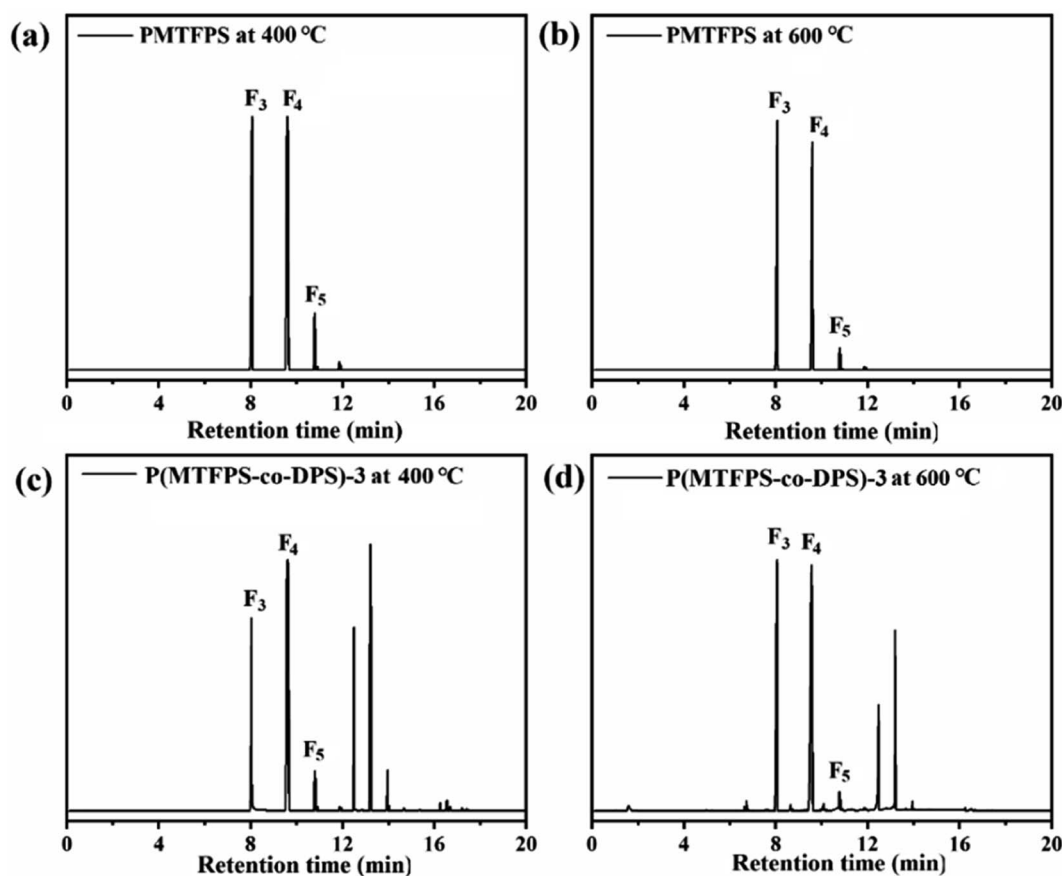 (a)
PMTFPS at 400 °C
F₃
F₄
F₅
0 4 8 12 16 20
Retention time (min)
(b)
PMTFPS at 600 °C
F₃
F₄
F₅
0 4 8 12 16 20
Retention time (min)
(c)
P(MTFPS-co-DPS)-3 at 400 °C
F₃
F₄
F₅
0 4 8 12 16 20
Retention time (min)
(d)
P(MTFPS-co-DPS)-3 at 600 °C
F₃
F₄
F₅
0 4 8 12 16 20
Retention time (min)